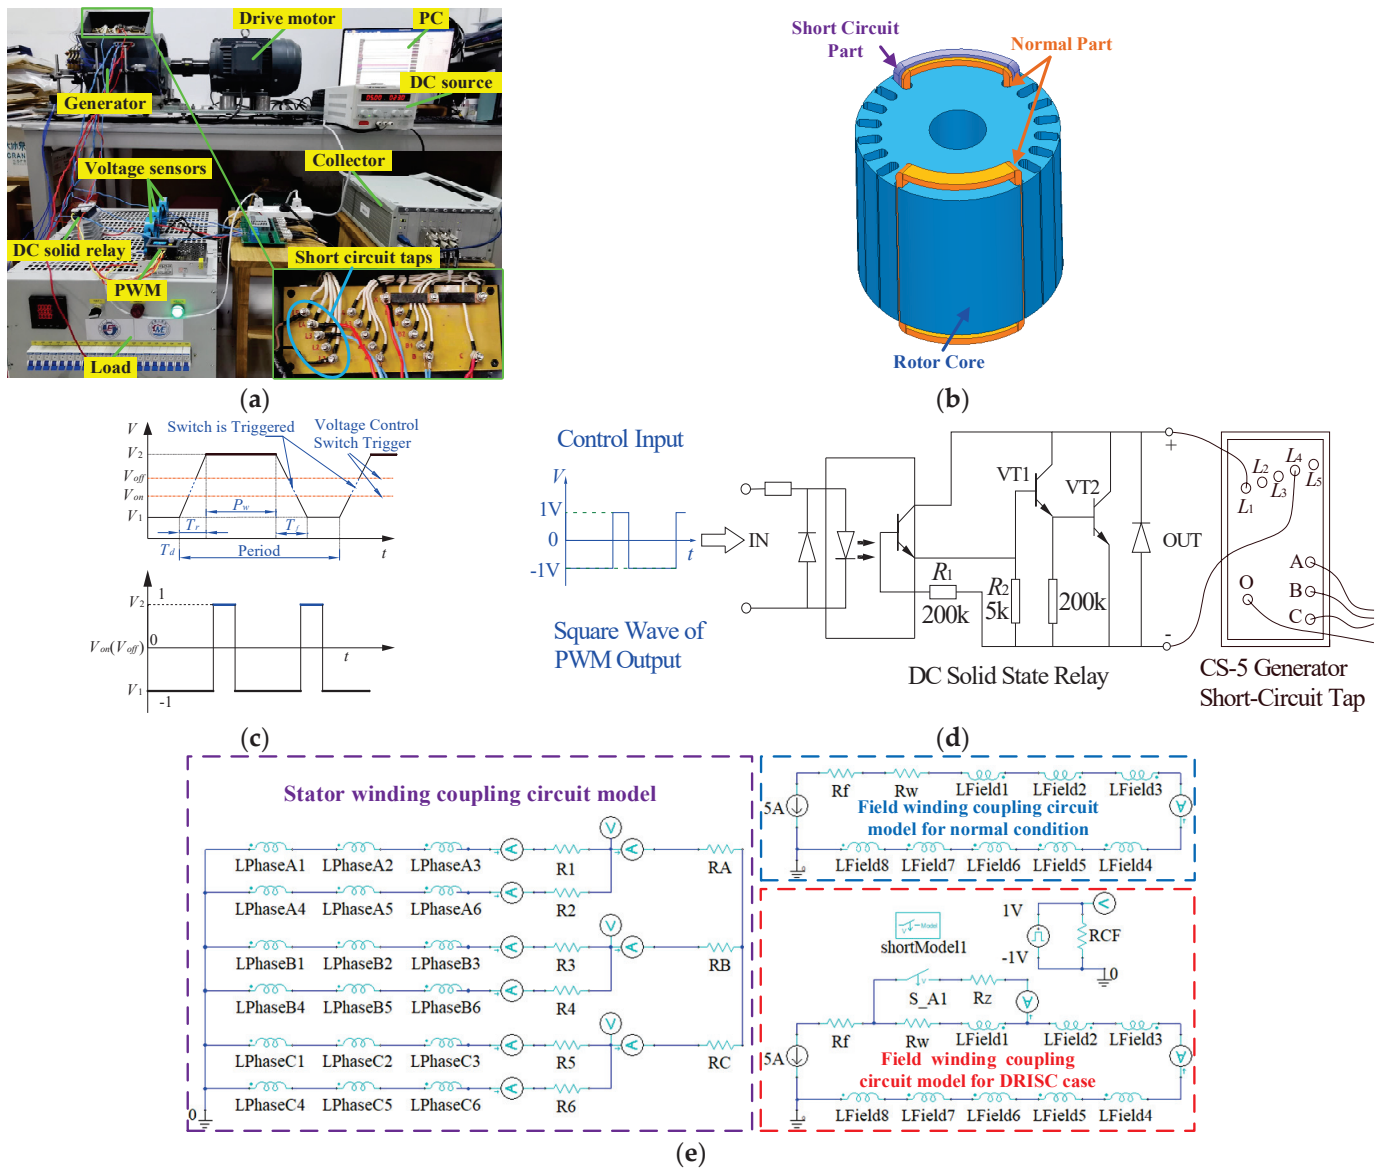 Drive motor
PC
DC source
Generator
Collector
Voltage sensors
DC solid relay
Short circuit taps
PWM
Load
(a)
Short Circuit
Part
Normal Part
Rotor Core
(b)
V
Switch is Triggered
Voltage Control
Switch Trigger
V2
Voff
Von
Pw
V1
Tr
Tf
Td
Period
t
1
V2
Von(Voff)
0
t
V1
-1
(c)
Control Input
V
1V
0
-1V
t
IN
Square Wave of
PWM Output
VT1
VT2
R1
200k
R2
5k
200k
+
OUT
-
DC Solid State Relay
L1
L2
L3
L4
L5
A
B
C
O
CS-5 Generator
Short-Circuit Tap
(d)
Stator winding coupling circuit model
V
LPhaseA1 LPhaseA2 LPhaseA3 A R1 A RA
LPhaseA4 LPhaseA5 LPhaseA6 A R2
V
LPhaseB1 LPhaseB2 LPhaseB3 A R3 A RB
LPhaseB4 LPhaseB5 LPhaseB6 A R4
V
LPhaseC1 LPhaseC2 LPhaseC3 A R5 A RC
LPhaseC4 LPhaseC5 LPhaseC6 A R6
0
Rf Rw LField1 LField2 LField3
5A
A
Field winding coupling circuit
model for normal condition
LField8 LField7 LField6 LField5 LField4
Model
shortModel1
1V
-1V
V
RCF
0
S_A1 Rz
A
Rf Rw LField1 LField2 LField3
5A
A
Field winding coupling
circuit model for DRISC case
LField8 LField7 LField6 LField5 LField4
(e)